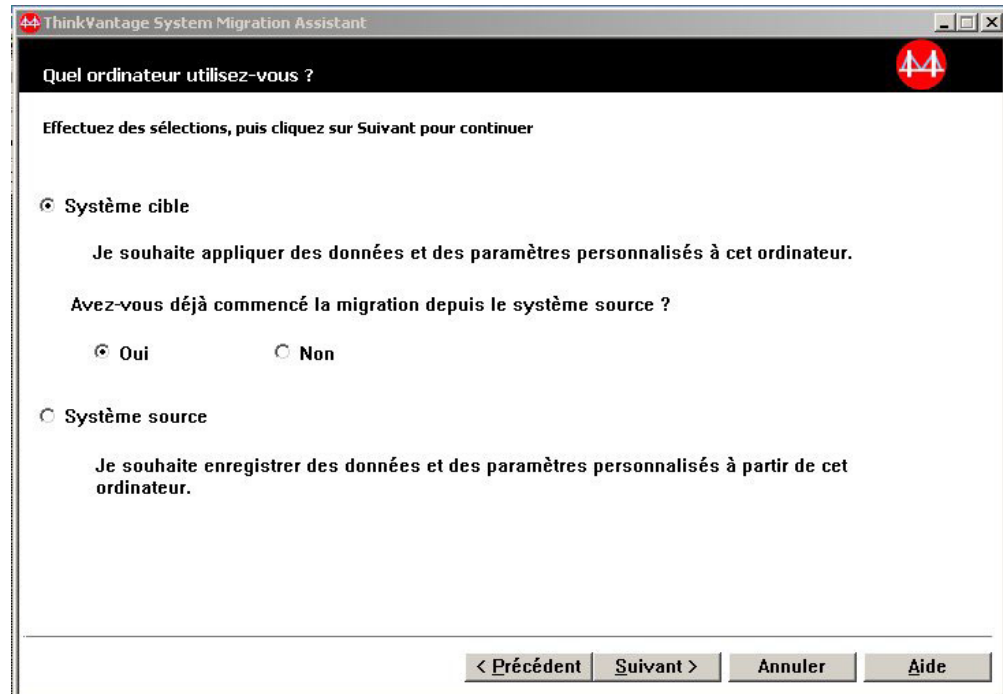 ThinkVantage System Migration Assistant
Quel ordinateur utilisez-vous ?
Effectuez des sélections, puis cliquez sur Suivant pour continuer
Système cible
Je souhaite appliquer des données et des paramètres personnalisés à cet ordinateur.
Avez-vous déjà commencé la migration depuis le système source ?
Oui Non
Système source
Je souhaite enregistrer des données et des paramètres personnalisés à partir de cet
ordinateur.
< Précédent Suivant > Annuler Aide